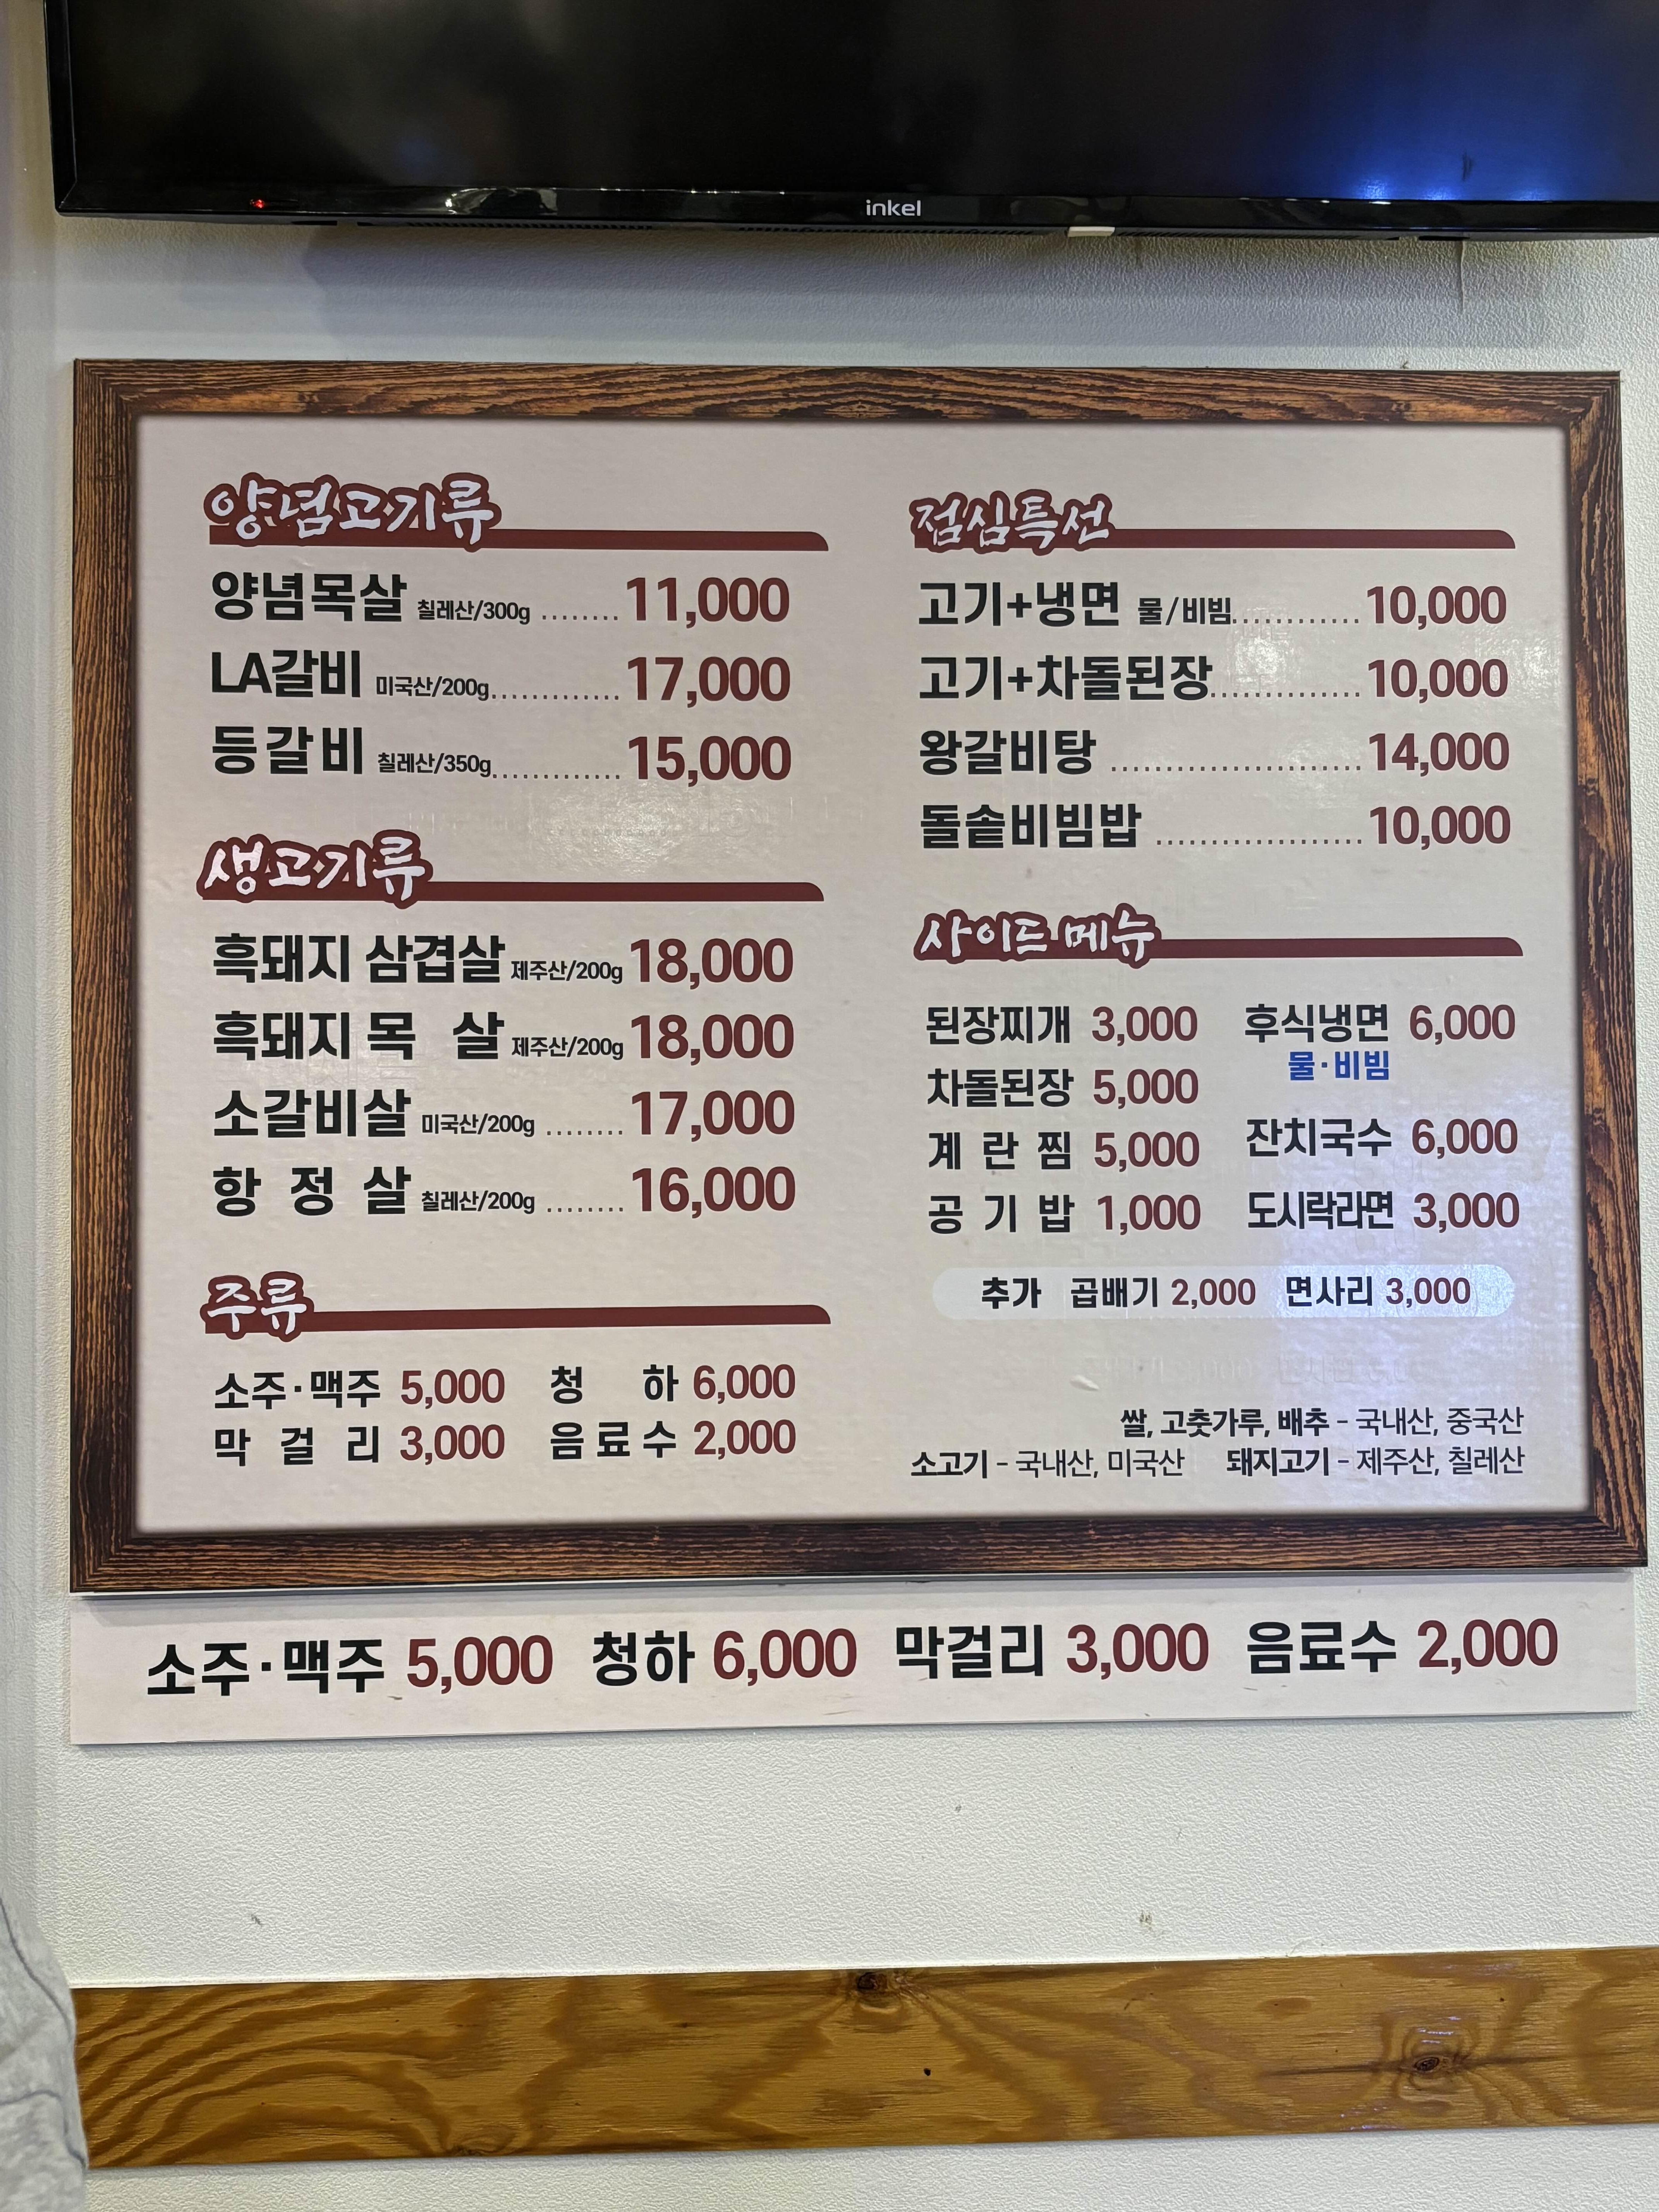 inkel
양념고기류
양념목살 칠레산/300g ........ 11,000
LA갈비 미국산/200g............. 17,000
등갈비 칠레산/350g............. 15,000
생고기류
흑돼지 삼겹살 제주산/200g 18,000
흑돼지 목 살 제주산/200g 18,000
소갈비살 미국산/200g ........ 17,000
항 정 살 칠레산/200g ........ 16,000
주류
소주·맥주 5,000 청 하 6,000
막 걸 리 3,000 음 료 수 2,000
점심특선
고기+냉면 물/비빔............. 10,000
고기+차돌된장............... 10,000
왕갈비탕 ......................... 14,000
돌솥비빔밥 .................... 10,000
사이드 메뉴
된장찌개 3,000 후식냉면 6,000
물·비빔
차돌된장 5,000
계 란 찜 5,000 잔치국수 6,000
공 기 밥 1,000 도시락라면 3,000
추가 곱배기 2,000 면사리 3,000
쌀, 고춧가루, 배추 - 국내산, 중국산
소고기 - 국내산, 미국산 돼지고기 - 제주산, 칠레산
소주·맥주 5,000 청하 6,000 막걸리 3,000 음료수 2,000